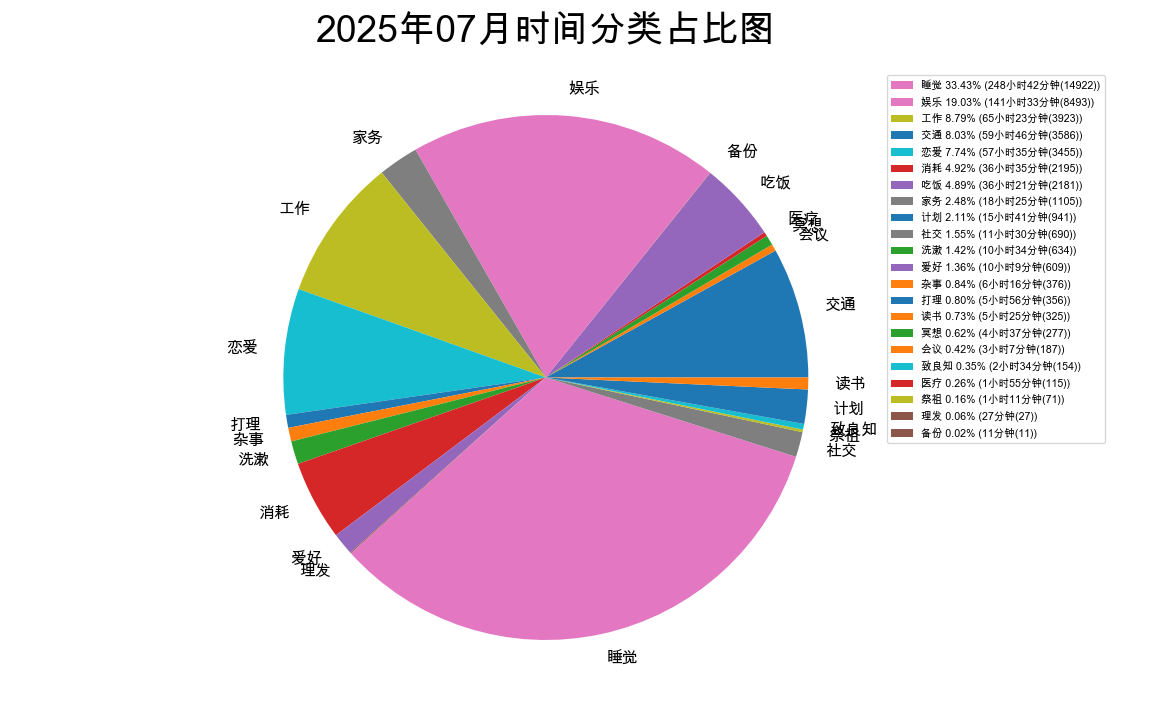 2025年07月时间分类占比图
娱乐
家务
备份
吃饭
工作
医疗
冥想
会议
交通
恋爱
读书
计划
打理
致良知
杂事
祭祖
社交
洗漱
消耗
爱好
理发
睡觉
睡觉 33.43% (248小时42分钟(14922))
娱乐 19.03% (141小时33分钟(8493))
工作 8.79% (65小时23分钟(3923))
交通 8.03% (59小时46分钟(3586))
恋爱 7.74% (57小时35分钟(3455))
消耗 4.92% (36小时35分钟(2195))
吃饭 4.89% (36小时21分钟(2181))
家务 2.48% (18小时25分钟(1105))
计划 2.11% (15小时41分钟(941))
社交 1.55% (11小时30分钟(690))
洗漱 1.42% (10小时34分钟(634))
爱好 1.36% (10小时9分钟(609))
杂事 0.84% (6小时16分钟(376))
打理 0.80% (5小时56分钟(356))
读书 0.73% (5小时25分钟(325))
冥想 0.62% (4小时37分钟(277))
会议 0.42% (3小时7分钟(187))
致良知 0.35% (2小时34分钟(154))
医疗 0.26% (1小时55分钟(115))
祭祖 0.16% (1小时11分钟(71))
理发 0.06% (27分钟(27))
备份 0.02% (11分钟(11))